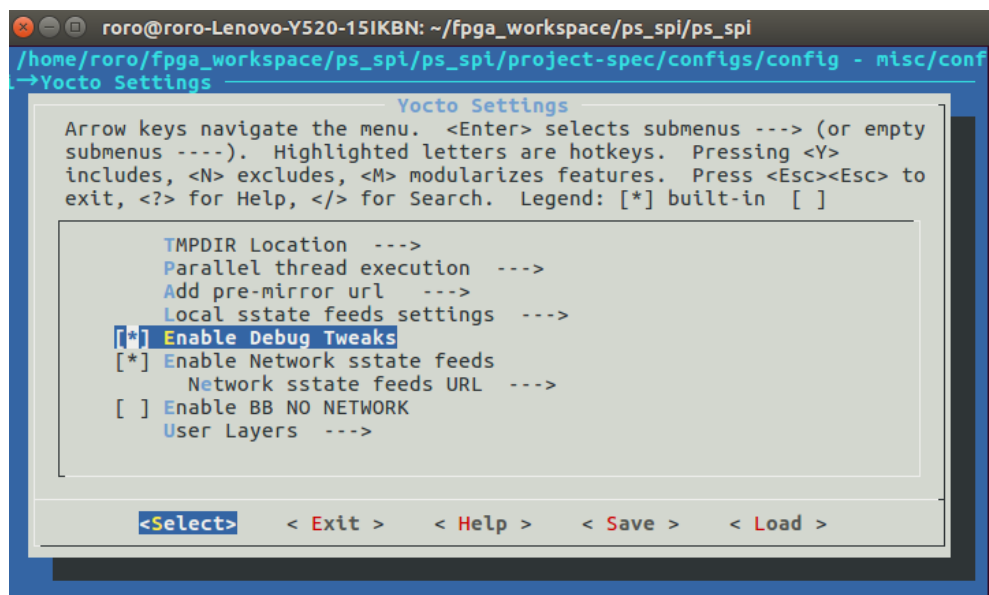 roro@roro-Lenovo-Y520-15IKBN: ~/fpga_workspace/ps_spi/ps_spi
/home/roro/fpga_workspace/ps_spi/ps_spi/project-spec/configs/config - misc/conf
i→Yocto Settings
Yocto Settings
Arrow keys navigate the menu.  <Enter> selects submenus ---> (or empty
submenus ----).  Highlighted letters are hotkeys.  Pressing <Y>
includes, <N> excludes, <M> modularizes features.  Press <Esc><Esc> to
exit, <?> for Help, </> for Search.  Legend: [*] built-in  [ ]
TMPDIR Location  --->
Parallel thread execution  --->
Add pre-mirror url   --->
Local sstate feeds settings  --->
[*] Enable Debug Tweaks
[*] Enable Network sstate feeds
Network sstate feeds URL  --->
[ ] Enable BB NO NETWORK
User Layers  --->
<Select>    < Exit >    < Help >    < Save >    < Load >